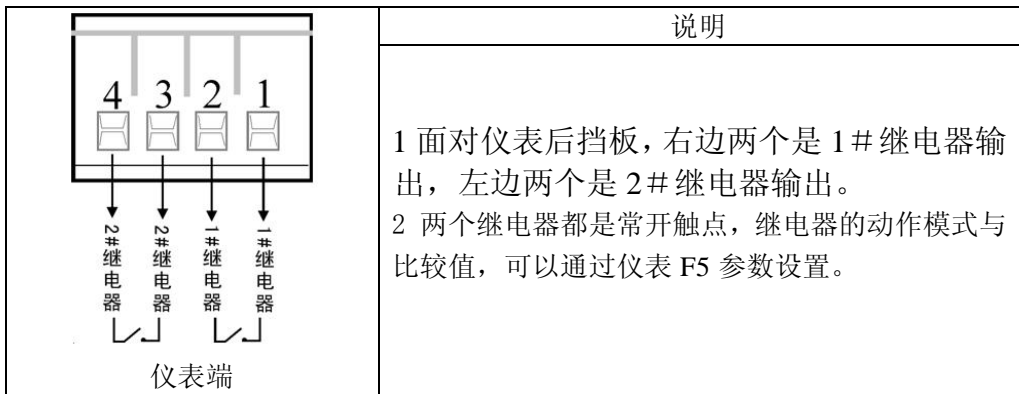 4 3 2 1
2#继电器
2#继电器
1#继电器
1#继电器
仪表端
说明
1 面对仪表后挡板，右边两个是 1＃继电器输
出，左边两个是 2＃继电器输出。
2 两个继电器都是常开触点，继电器的动作模式与
比较值，可以通过仪表 F5 参数设置。